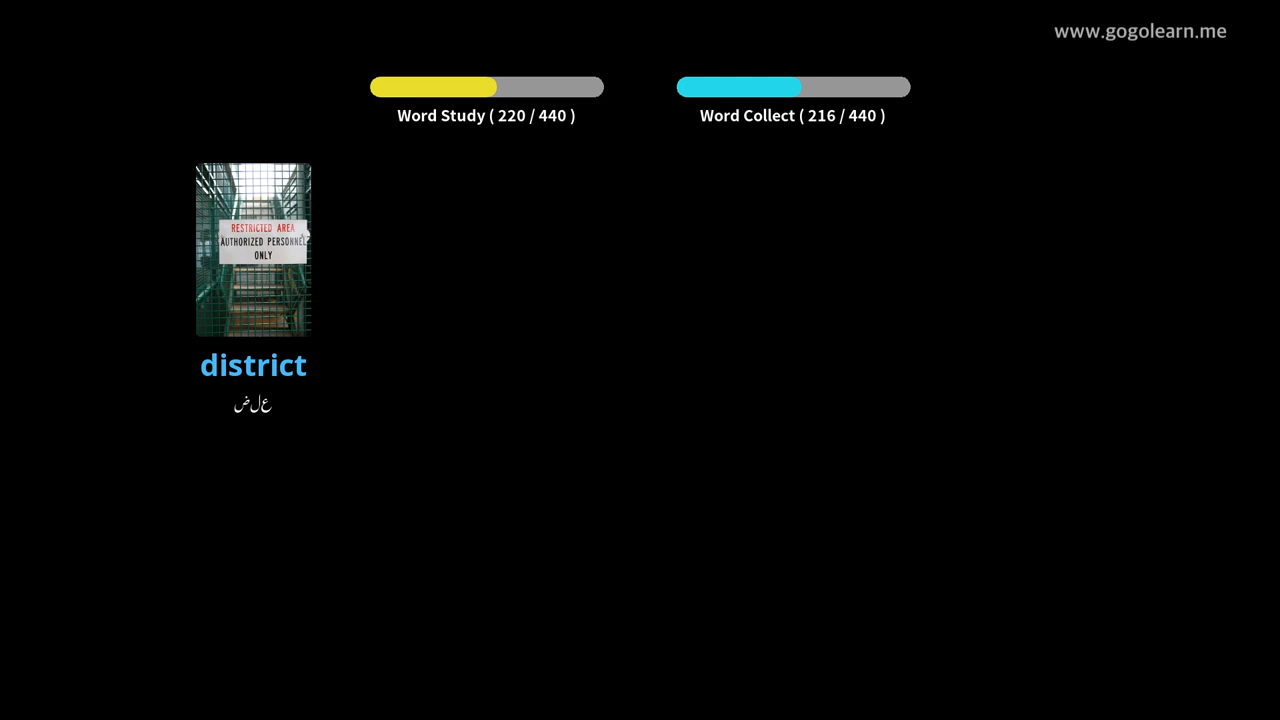 www.gogolearn.me
Word Study ( 220 / 440 )
Word Collect ( 216 / 440 )
RESTRICTED AREA
AUTHORIZED PERSONNEL
ONLY
district
ضلع